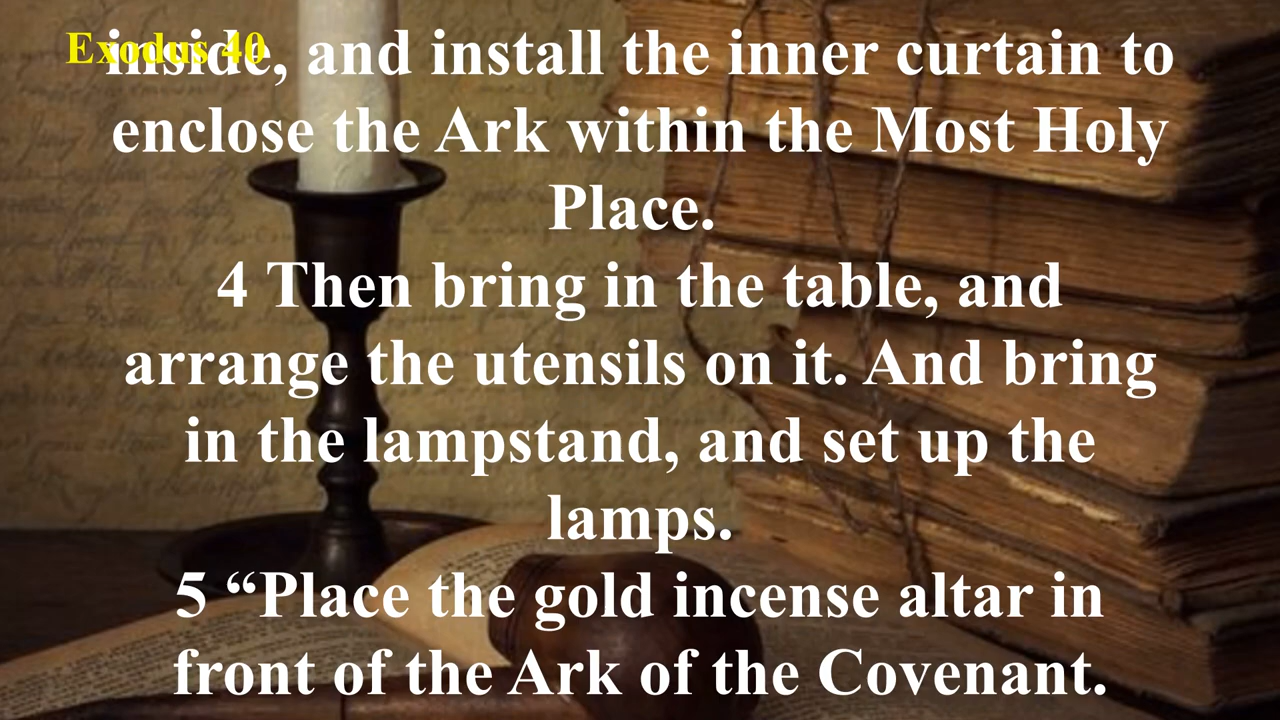 Exodus 40
inside, and install the inner curtain to
enclose the Ark within the Most Holy
Place.
4 Then bring in the table, and
arrange the utensils on it. And bring
in the lampstand, and set up the
lamps.
5 “Place the gold incense altar in
front of the Ark of the Covenant.